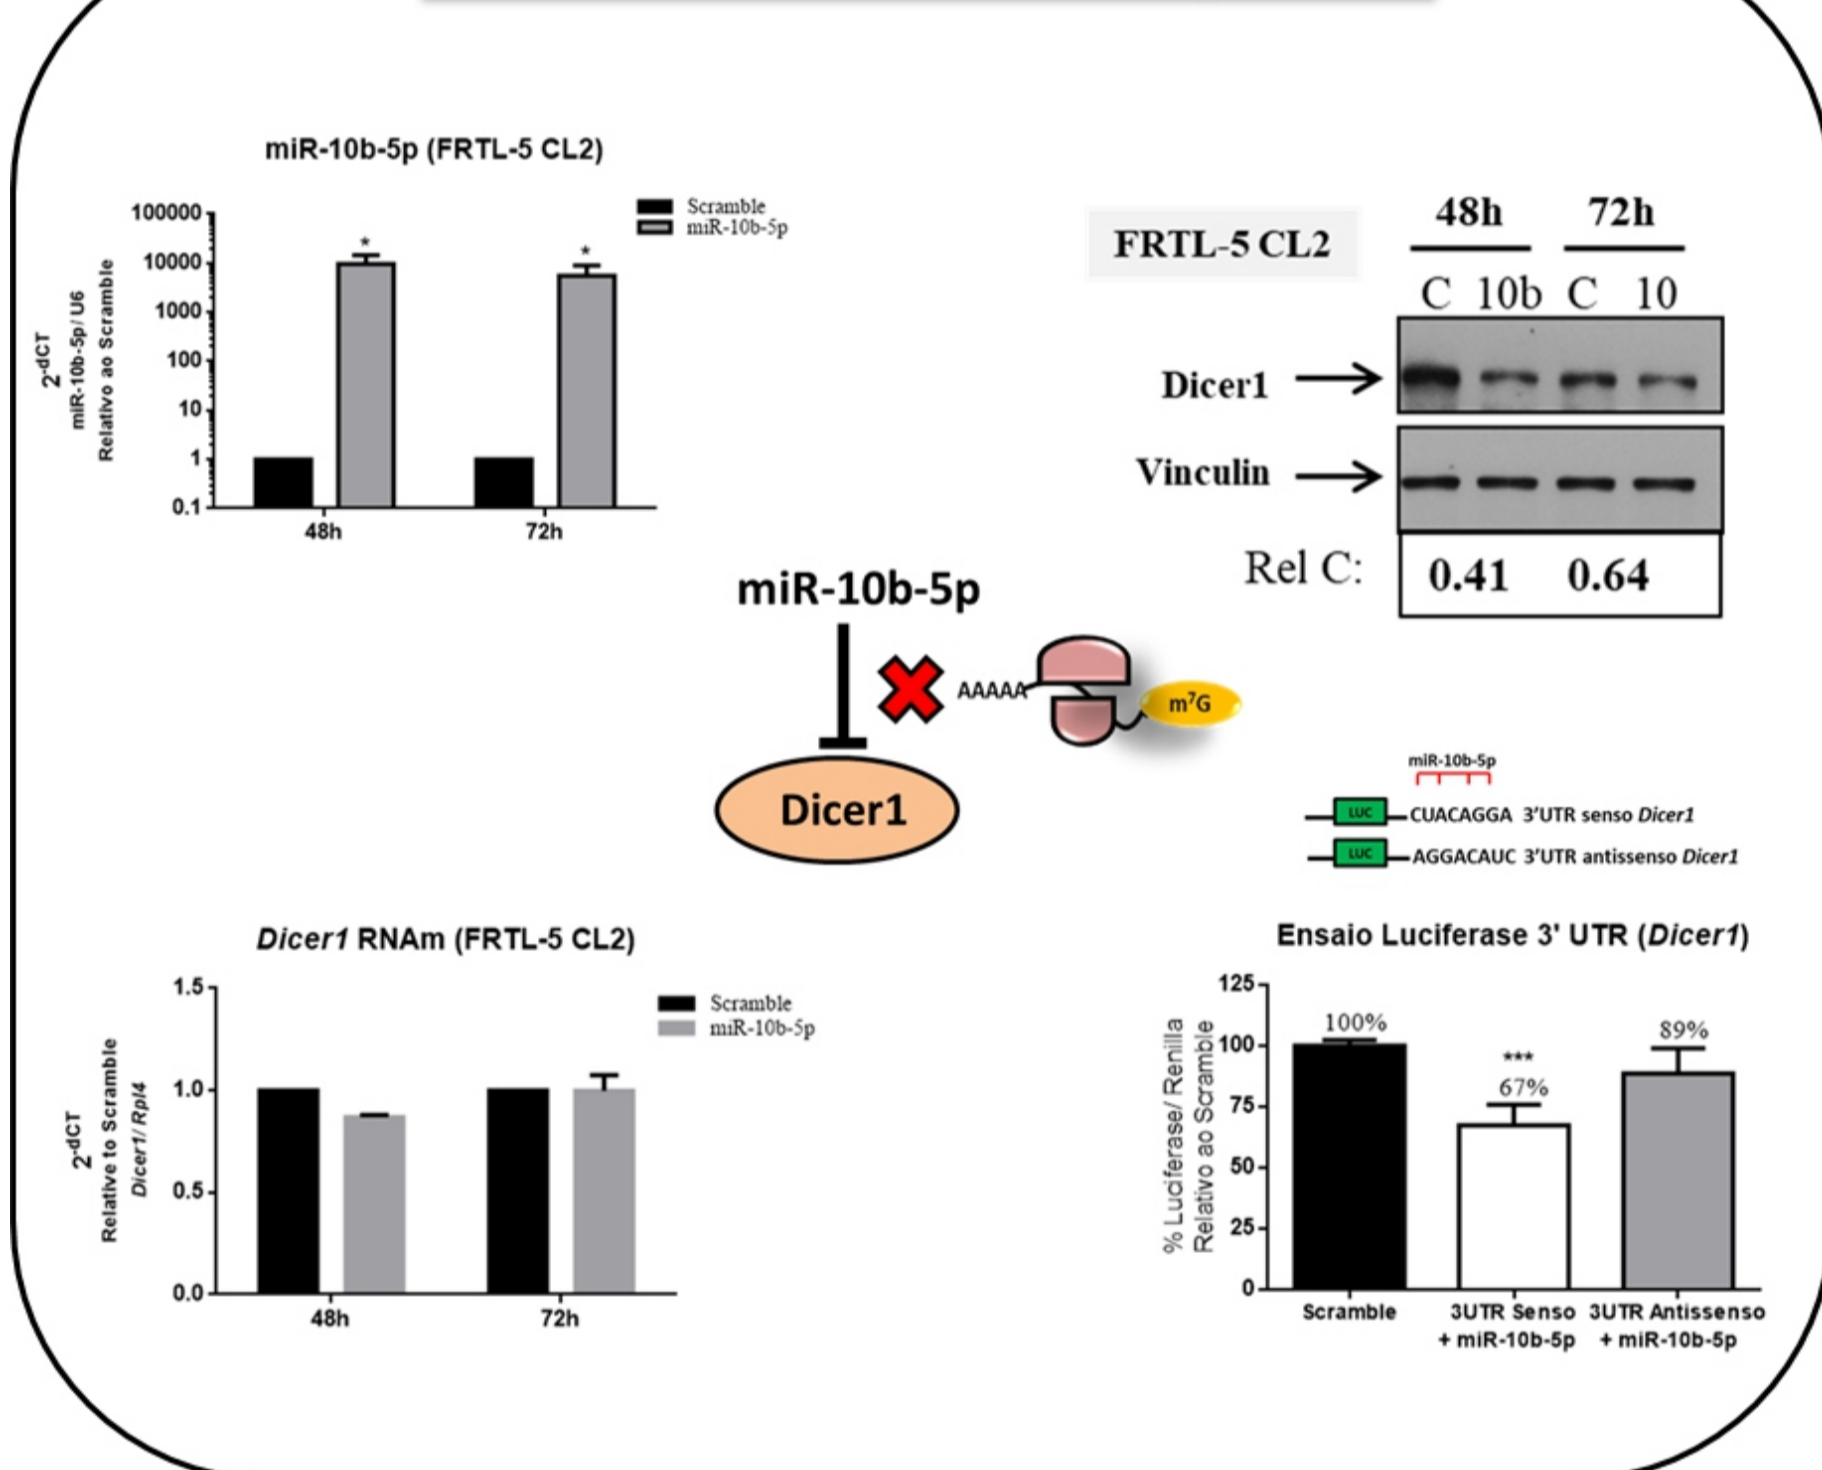 miR-10b-5p (FRTL-5 CL2)
Scramble
miR-10b-5p
100000
10000
1000
100
10
1
0.1
*
*
2-dCT
miR-10b-5p/ U6
Relativo ao Scramble
48h
72h
FRTL-5 CL2
48h 72h
C 10b C 10
Dicer1
Vinculin
Rel C: 0.41 0.64
miR-10b-5p
AAAAA
m7G
Dicer1
miR-10b-5p
LUC CUACAGGA 3'UTR senso Dicer1
LUC AGGACAUC 3'UTR antissenso Dicer1
Dicer1 RNAm (FRTL-5 CL2)
Scramble
miR-10b-5p
1.5
1.0
0.5
0.0
2-dCT
Relative to Scramble
Dicer1/ Rpl4
48h
72h
Ensaio Luciferase 3' UTR (Dicer1)
125
100
75
50
25
0
% Luciferase/ Renilla
Relativo ao Scramble
100%
***
67%
89%
Scramble
3UTR Senso
+ miR-10b-5p
3UTR Antissenso
+ miR-10b-5p